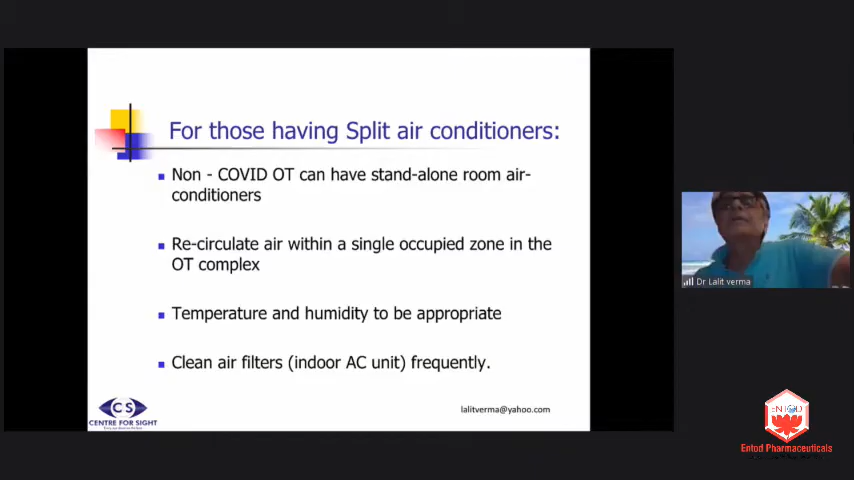 For those having Split air conditioners:
Non - COVID OT can have stand-alone room air-
conditioners
Re-circulate air within a single occupied zone in the
OT complex
Temperature and humidity to be appropriate
Clean air filters (indoor AC unit) frequently.
CS
CENTRE FOR SIGHT
lalitverma@yahoo.com
Dr Lalit verma
ENTOD
Entod Pharmaceuticals